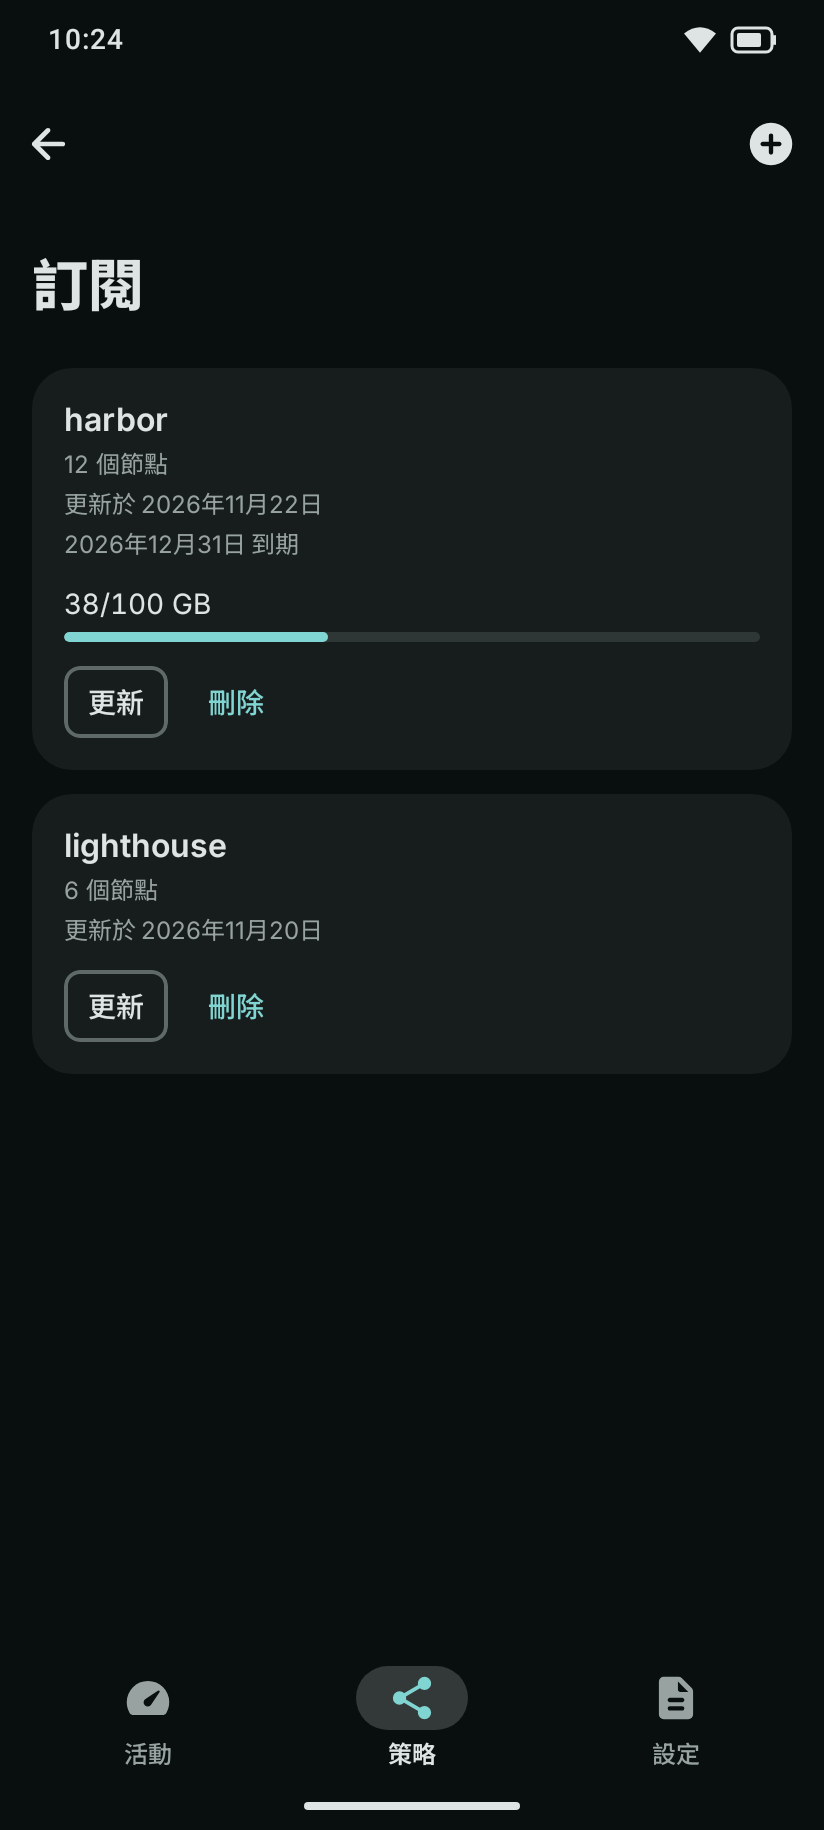 10:24
訂閱
harbor
12 個節點
更新於 2026年11月22日
2026年12月31日 到期
38/100 GB
更新 刪除
lighthouse
6 個節點
更新於 2026年11月20日
更新 刪除
活動 策略 設定